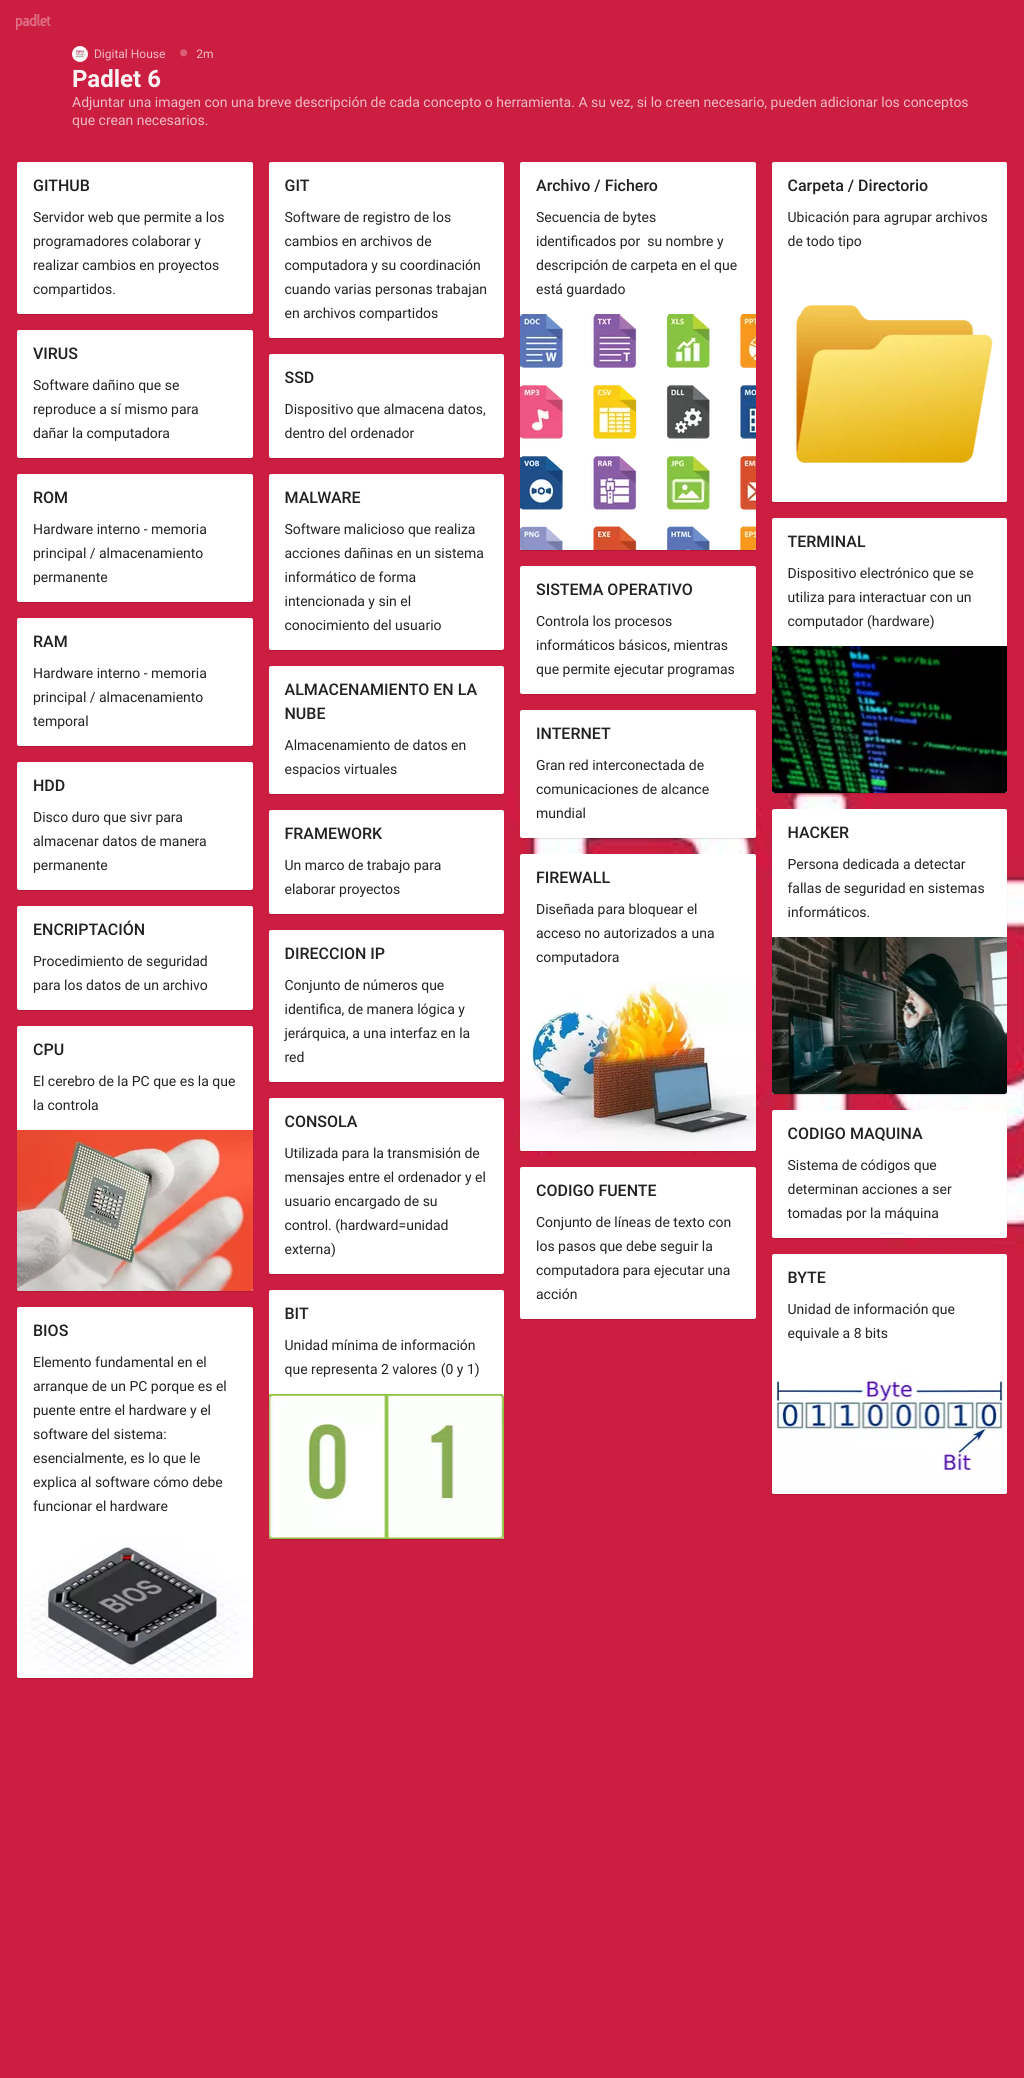 padlet
Digital House 2m
Padlet 6
Adjuntar una imagen con una breve descripción de cada concepto o herramienta. A su vez, si lo creen necesario, pueden adicionar los conceptos
que crean necesarios.
GITHUB
Servidor web que permite a los
programadores colaborar y
realizar cambios en proyectos
compartidos.
VIRUS
Software dañino que se
reproduce a sí mismo para
dañar la computadora
ROM
Hardware interno - memoria
principal / almacenamiento
permanente
RAM
Hardware interno - memoria
principal / almacenamiento
temporal
HDD
Disco duro que sivr para
almacenar datos de manera
permanente
ENCRIPTACIÓN
Procedimiento de seguridad
para los datos de un archivo
CPU
El cerebro de la PC que es la que
la controla
BIOS
Elemento fundamental en el
arranque de un PC porque es el
puente entre el hardware y el
software del sistema:
esencialmente, es lo que le
explica al software cómo debe
funcionar el hardware
BIOS
GIT
Software de registro de los
cambios en archivos de
computadora y su coordinación
cuando varias personas trabajan
en archivos compartidos
SSD
Dispositivo que almacena datos,
dentro del ordenador
MALWARE
Software malicioso que realiza
acciones dañinas en un sistema
informático de forma
intencionada y sin el
conocimiento del usuario
ALMACENAMIENTO EN LA
NUBE
Almacenamiento de datos en
espacios virtuales
FRAMEWORK
Un marco de trabajo para
elaborar proyectos
DIRECCION IP
Conjunto de números que
identifica, de manera lógica y
jerárquica, a una interfaz en la
red
CONSOLA
Utilizada para la transmisión de
mensajes entre el ordenador y el
usuario encargado de su
control. (hardward=unidad
externa)
BIT
Unidad mínima de información
que representa 2 valores (0 y 1)
0 1
Archivo / Fichero
Secuencia de bytes
identificados por su nombre y
descripción de carpeta en el que
está guardado
DOC TXT XLS PPT
W T
MP3 CSV DLL MO
VOB RAR JPG EM
PNG EXE HTML EPS
SISTEMA OPERATIVO
Controla los procesos
informáticos básicos, mientras
que permite ejecutar programas
INTERNET
Gran red interconectada de
comunicaciones de alcance
mundial
FIREWALL
Diseñada para bloquear el
acceso no autorizados a una
computadora
CODIGO FUENTE
Conjunto de líneas de texto con
los pasos que debe seguir la
computadora para ejecutar una
acción
Carpeta / Directorio
Ubicación para agrupar archivos
de todo tipo
TERMINAL
Dispositivo electrónico que se
utiliza para interactuar con un
computador (hardware)
bin -> usr/bin
boot
dev
etc
home
lib -> usr/lib
lib64 -> usr/lib
lost+found
private -> /home/encrypted
HACKER
Persona dedicada a detectar
fallas de seguridad en sistemas
informáticos.
CODIGO MAQUINA
Sistema de códigos que
determinan acciones a ser
tomadas por la máquina
BYTE
Unidad de información que
equivale a 8 bits
Byte
0 1 1 0 0 0 1 0
Bit